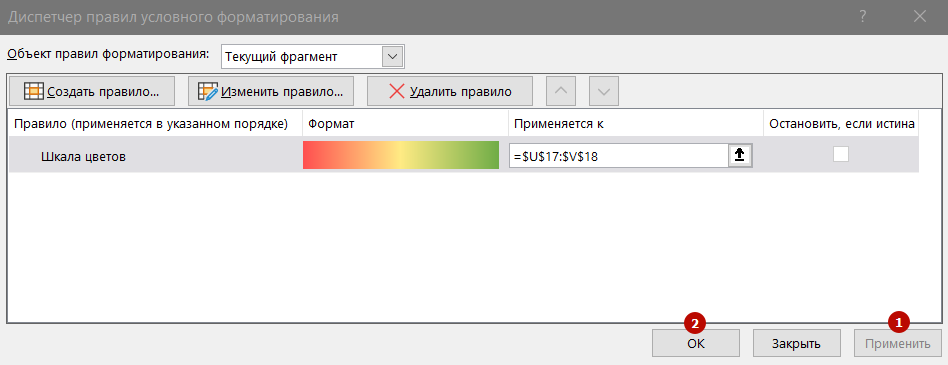 Диспетчер правил условного форматирования ?
Объект правил форматирования: Текущий фрагмент
Создать правило... Изменить правило... Удалить правило
Правило (применяется в указанном порядке) Формат Применяется к Остановить, если истина
Шкала цветов =$U$17:$V$18
2 1
ОК Закрыть Применить